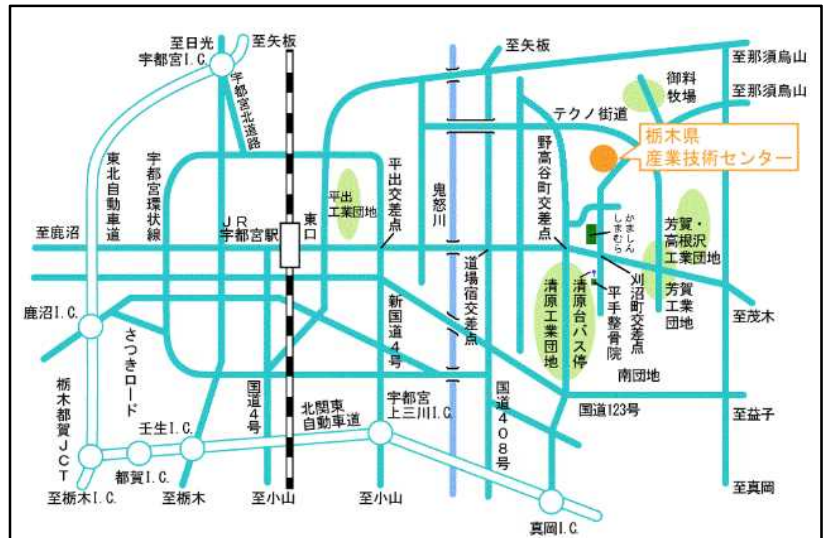 至日光
宇都宮I.C.
至矢板
宇都宮北道路
東北自動車道
宇都宮環状線
至鹿沼
JR
宇都宮駅
東口
平出
工業団地
平出交差点
鬼怒川
至矢板
テクノ街道
御料
牧場
至那須烏山
至那須烏山
栃木県
産業技術センター
野高谷町交差点
道場宿交差点
かましん
しまむら
芳賀・
高根沢
工業団地
芳賀
工業
団地
清原工業団地
清原台バス停
平手整骨院
刈沼町交差点
至茂木
南団地
鹿沼I.C.
さつきロード
新国道4号
国道4号
国道408号
国道123号
至益子
栃木都賀JCT
壬生I.C.
都賀I.C.
北関東
自動車道
宇都宮
上三川I.C.
至栃木I.C.
至栃木
至小山
至小山
真岡I.C.
至真岡